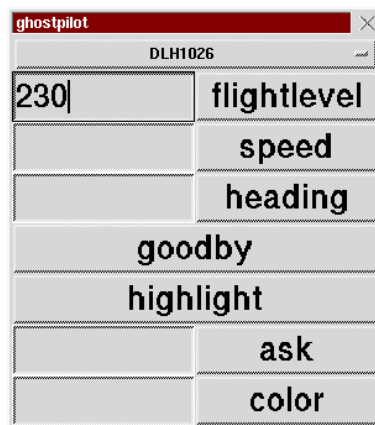 ghostpilot
DLH1026
230 flightlevel
speed
heading
goodby
highlight
ask
color